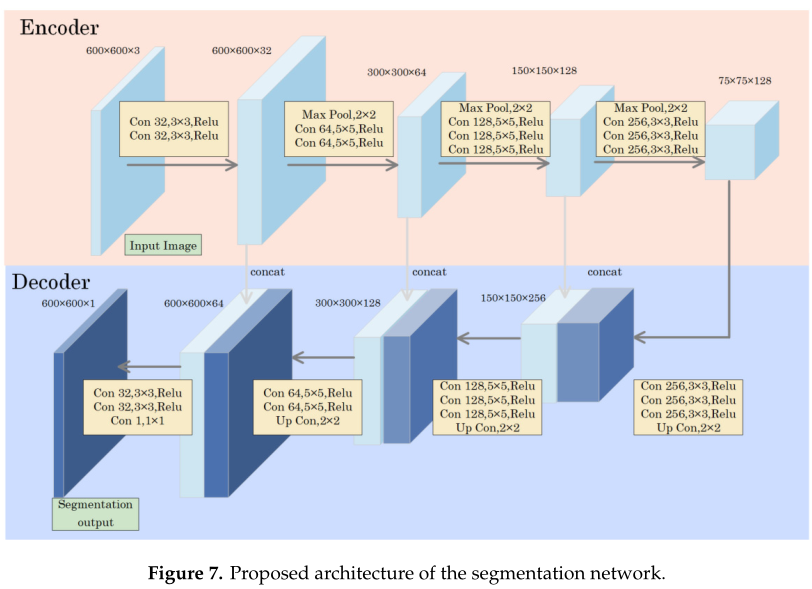 Encoder
600×600×3
600×600×32
300×300×64
150×150×128
75×75×128
Con 32,3×3,Relu
Con 32,3×3,Relu
Max Pool,2×2
Con 64,5×5,Relu
Con 64,5×5,Relu
Max Pool,2×2
Con 128,5×5,Relu
Con 128,5×5,Relu
Con 128,5×5,Relu
Max Pool,2×2
Con 256,3×3,Relu
Con 256,3×3,Relu
Con 256,3×3,Relu
Input Image
Decoder
concat
concat
concat
600×600×1
600×600×64
300×300×128
150×150×256
Con 32,3×3,Relu
Con 32,3×3,Relu
Con 1,1×1
Con 64,5×5,Relu
Con 64,5×5,Relu
Up Con,2×2
Con 128,5×5,Relu
Con 128,5×5,Relu
Con 128,5×5,Relu
Up Con,2×2
Con 256,3×3,Relu
Con 256,3×3,Relu
Con 256,3×3,Relu
Up Con,2×2
Segmentation
output
Figure 7. Proposed architecture of the segmentation network.